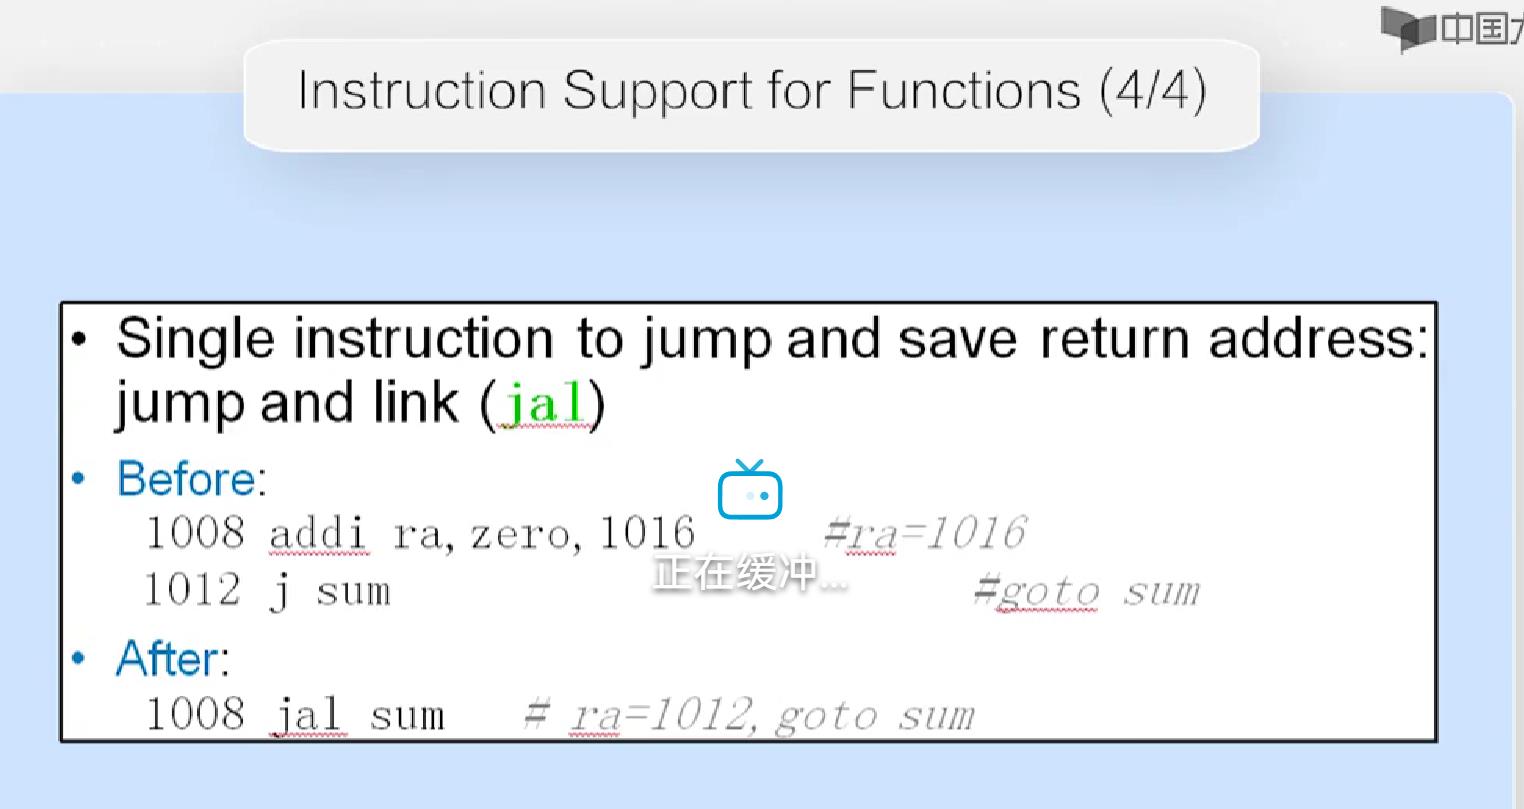 中国大
Instruction Support for Functions (4/4)
• Single instruction to jump and save return address:
jump and link (jal)
• Before:
1008 addi ra, zero, 1016 #ra=1016
正在缓冲...
1012 j sum #goto sum
• After:
1008 jal sum # ra=1012, goto sum